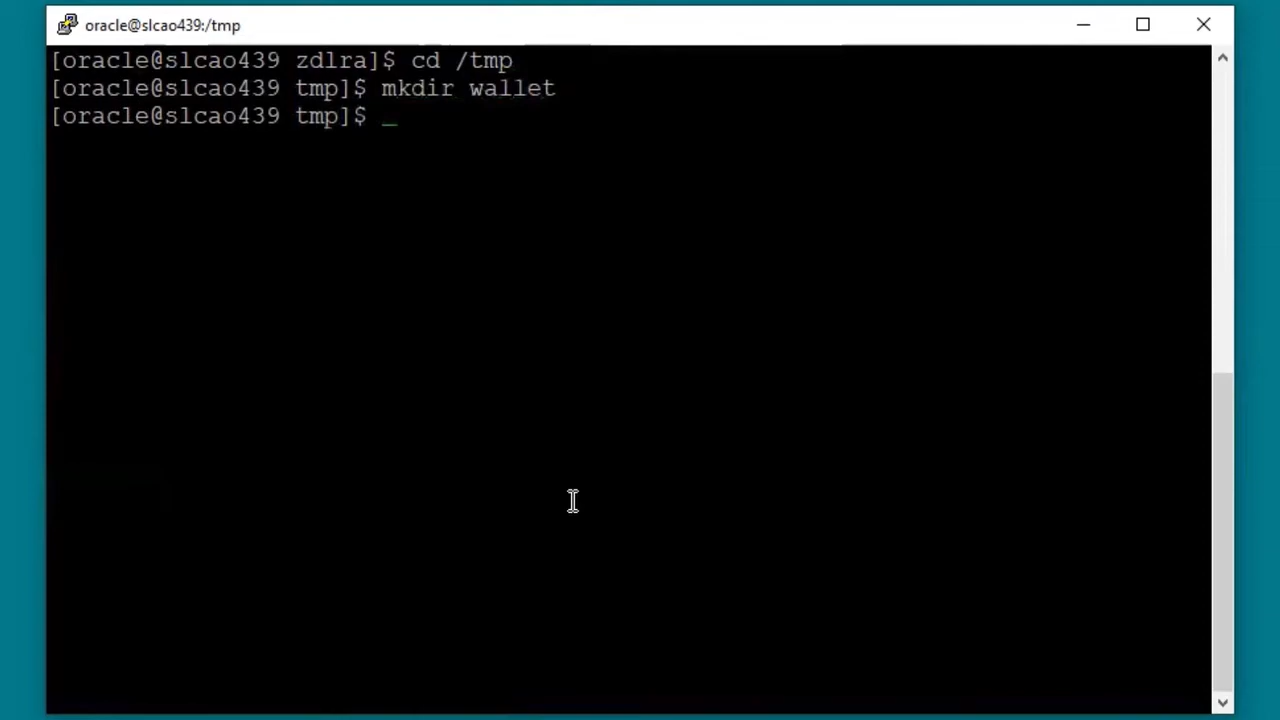 oracle@slcao439:/tmp
[oracle@slcao439 zdlra]$ cd /tmp
[oracle@slcao439 tmp]$ mkdir wallet
[oracle@slcao439 tmp]$ _